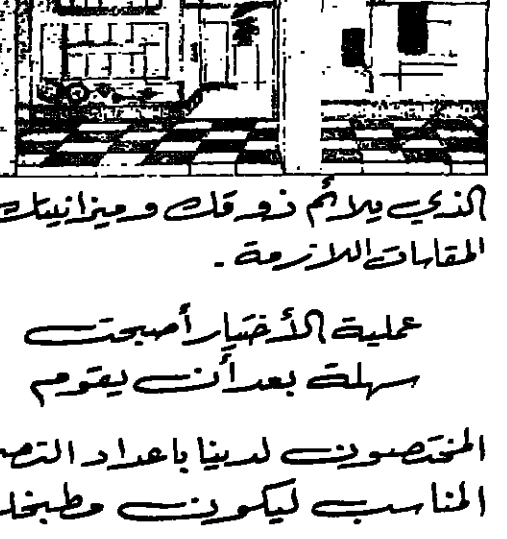 الذي يلائم ذوقك وميزانيتك
المقاسات اللازمة .
عملية الأختيار أصبحت
سهلة بعد أن يقوم
المختصون لدينا باعداد التص
المناسب ليكون مطبخك